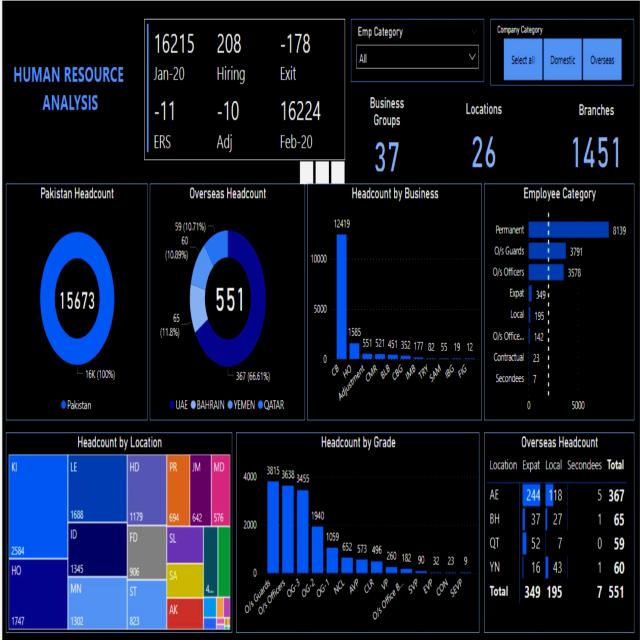 HUMAN RESOURCE
ANALYSIS
16215 208 -178
Jan-20 Hiring Exit
-11 -10 16224
ERS Adj Feb-20
Emp Category
All
Company Category
Select all Domestic Overseas
Business
Groups
37
Locations
26
Branches
1451
Pakistan Headcount
15673
16K (100%)
Pakistan
Overseas Headcount
59 (10.71%)
60
(10.89%)
65
(11.8%)
551
367 (66.61%)
UAE BAHRAIN YEMEN QATAR
Headcount by Business
12419
10000
5000
0
1585
551 521 451 352 177 82 55 19 12
CB HO Adjustment CMR BLB CBG IMB TRY SAM IBG FIG
Employee Category
Permanent 8139
O/s Guards 3791
O/s Officers 3578
Expat 349
Local 195
O/s Office... 142
Contractual 23
Secondees 7
0 5000
Headcount by Location
KI
2584
HO
1747
LE
1688
ID
1345
MN
1302
HD
1179
FD
906
ST
823
PR
694
JM
642
MD
576
SL
SA
AK
4...
Headcount by Grade
4000
2000
0
3815 3638 3455 1940 1059 652 573 496 260 182 90 32 23 9
O/s Guards O/s Officers OG-3 OG-2 OG-1 NCL AVP CLR VP O/s Office B... SVP EVP CON SEVP
Overseas Headcount
Location Expat Local Secondees Total
AE 244 118 5 367
BH 37 27 1 65
QT 52 7 0 59
YN 16 43 1 60
Total 349 195 7 551